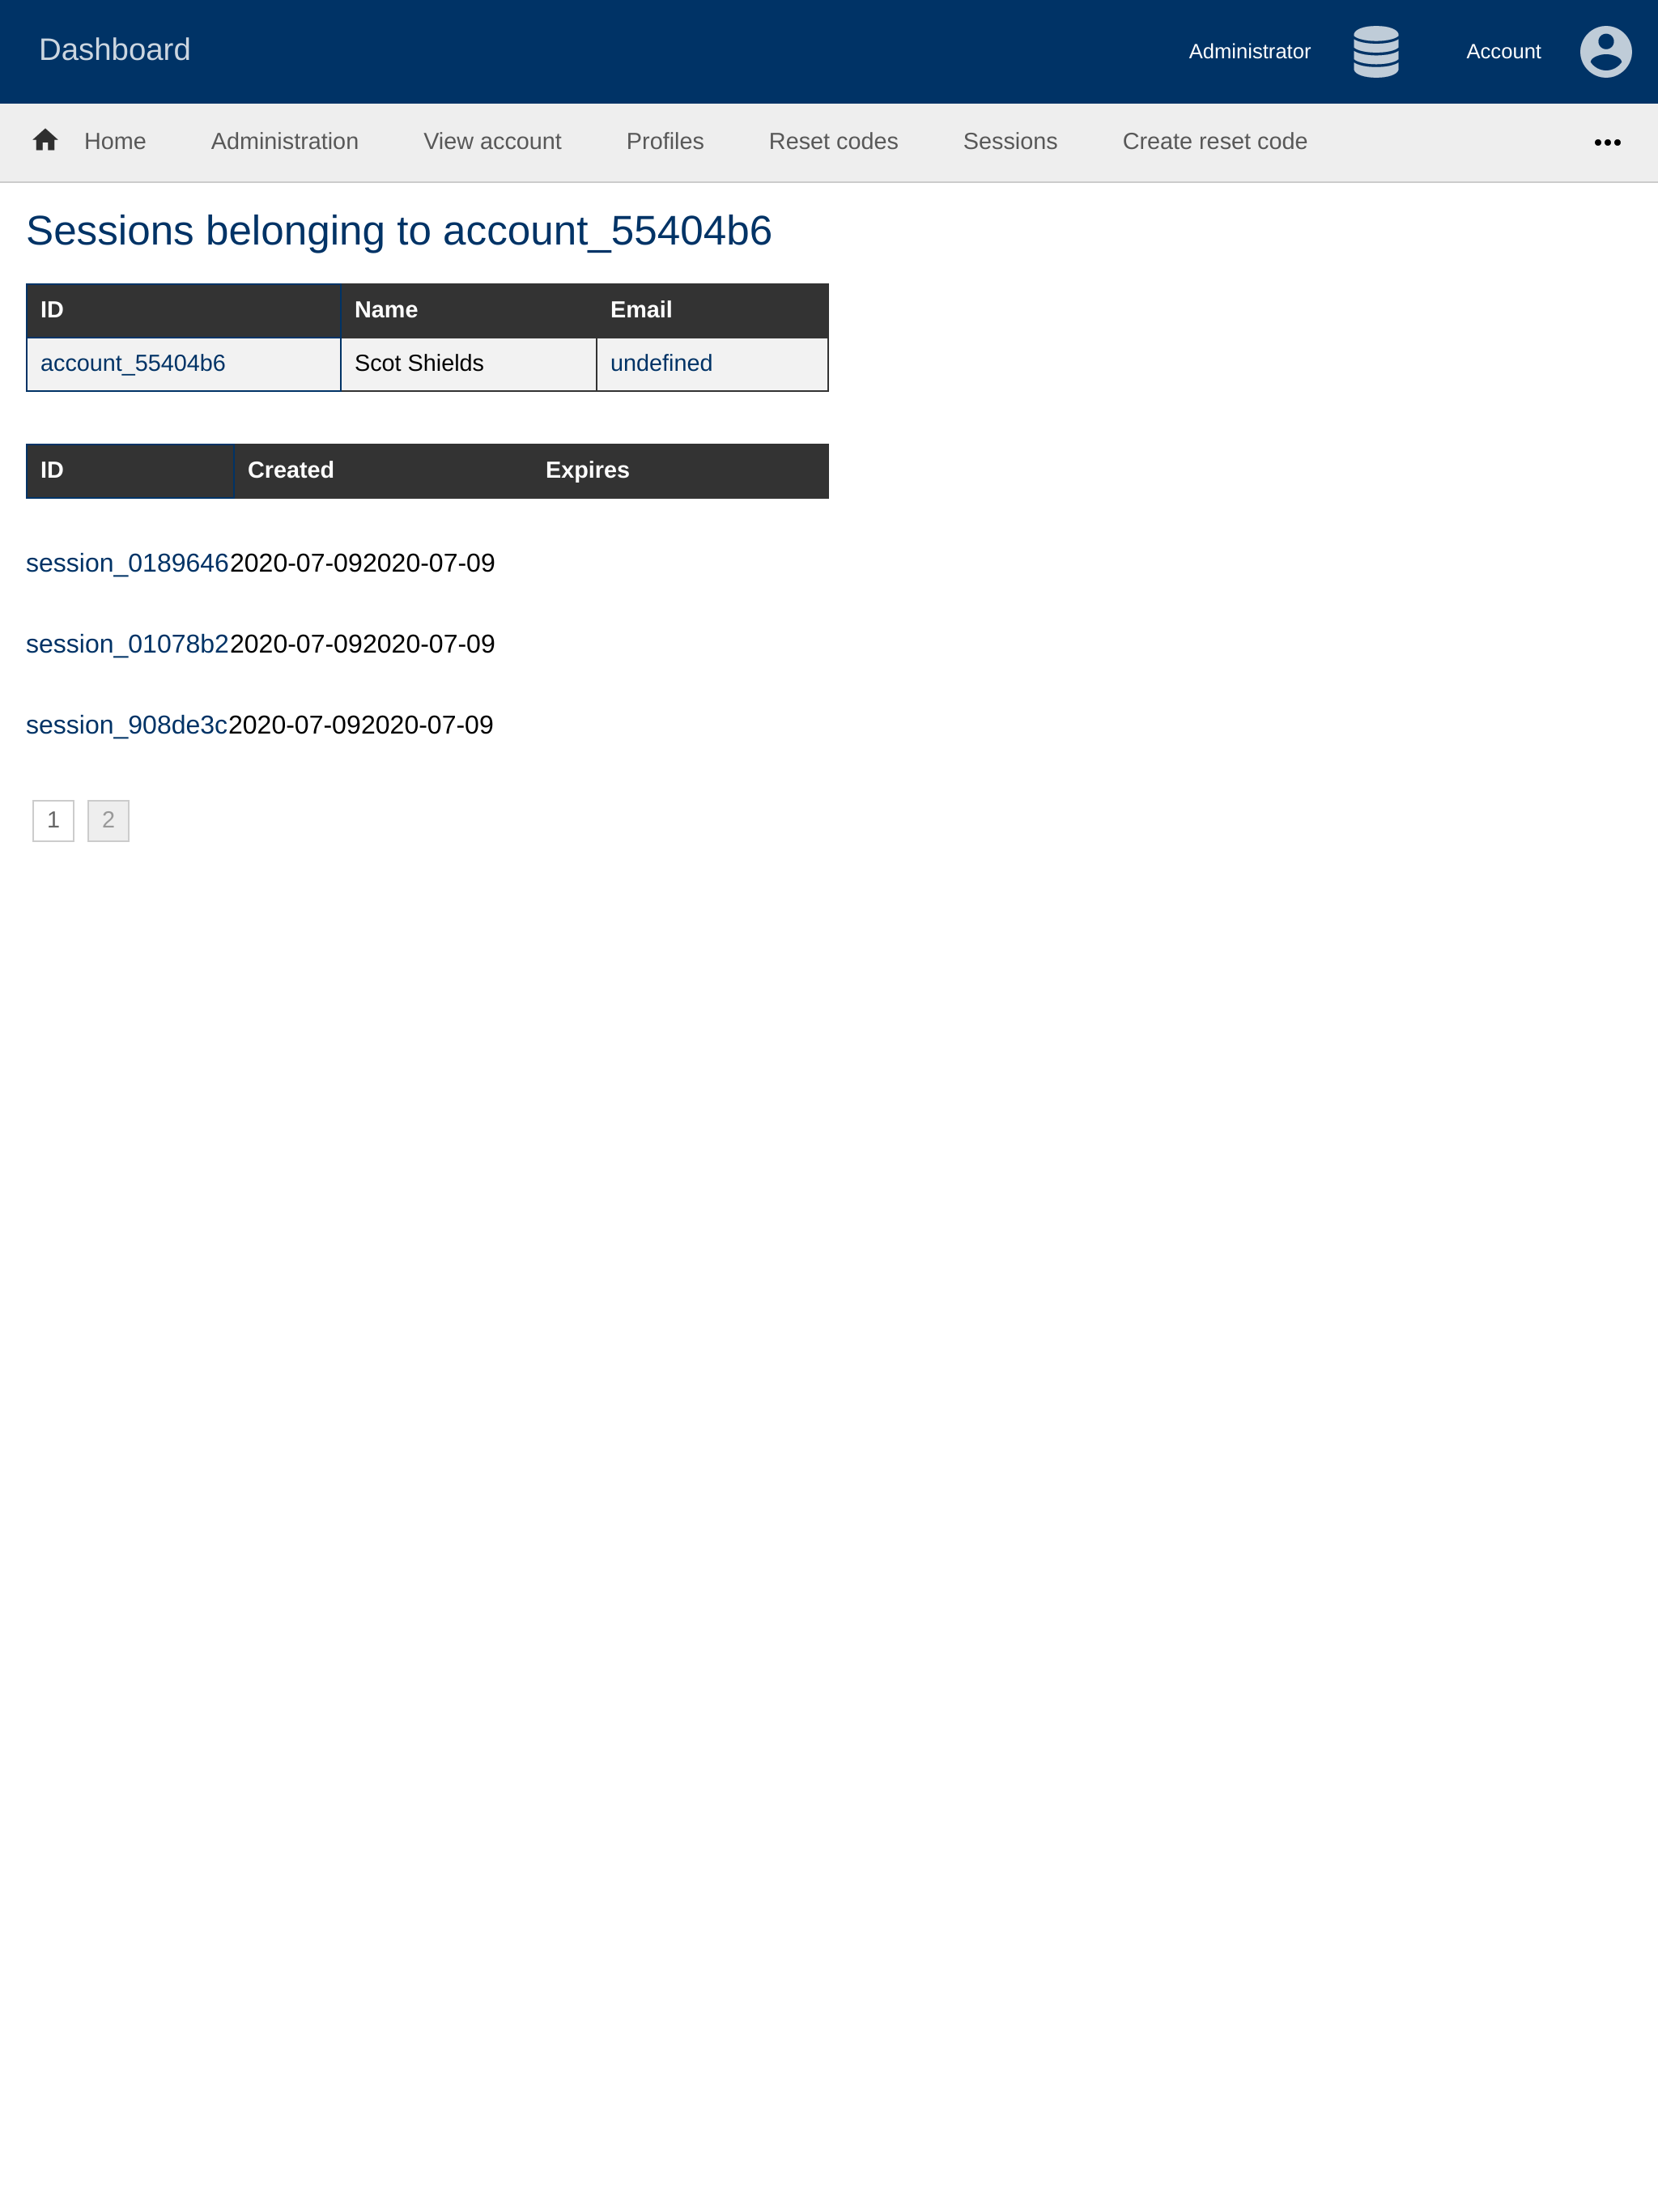 Dashboard Administrator Account
Home Administration View account Profiles Reset codes Sessions Create reset code •••
Sessions belonging to account_55404b6
ID Name Email
account_55404b6 Scot Shields undefined
ID Created Expires
session_01896462020-07-092020-07-09
session_01078b22020-07-092020-07-09
session_908de3c2020-07-092020-07-09
1 2